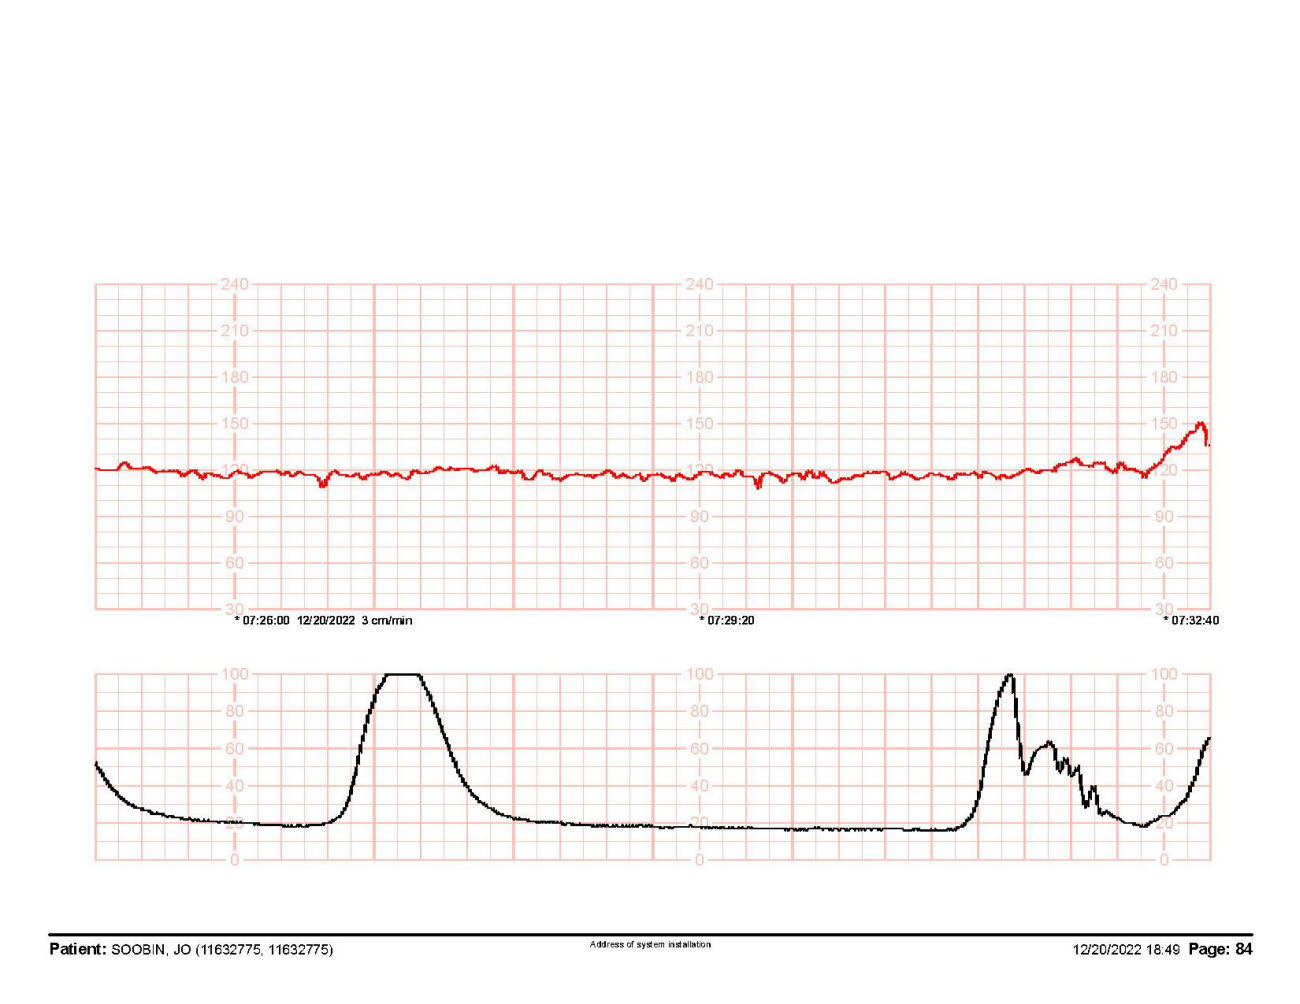 240 240 240
210 210 210
180 180 180
150 150 150
120 120 120
90 90 90
60 60 60
30 30 30
* 07:26:00 12/20/2022 3 cm/min * 07:29:20 * 07:32:40
100 100 100
80 80 80
60 60 60
40 40 40
20 20 20
0 0 0
Patient: SOOBIN, JO (11632775, 11632775) Address of system installation 12/20/2022 18:49 Page: 84